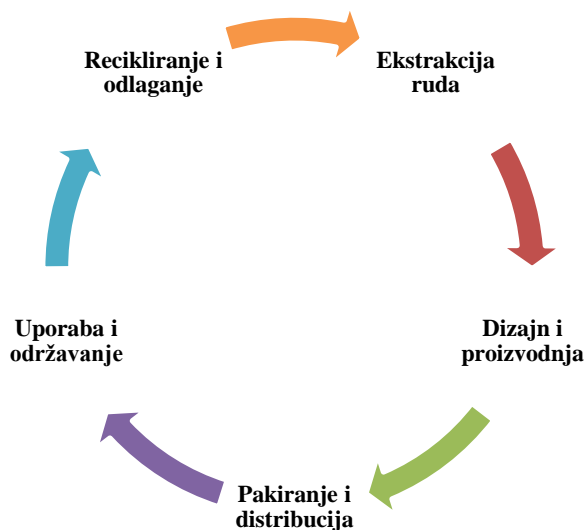 Recikliranje i
odlaganje
Ekstrakcija
ruda
Dizajn i
proizvodnja
Pakiranje i
distribucija
Uporaba i
održavanje